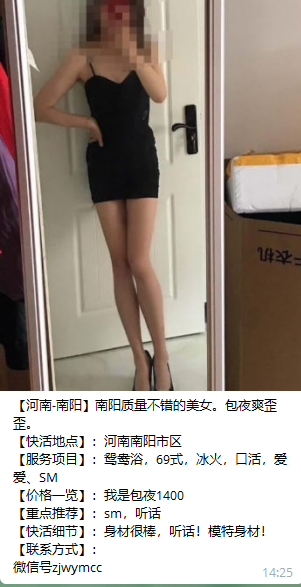 衣机
【河南-南阳】南阳质量不错的美女。包夜爽歪
歪。
【快活地点】：河南南阳市区
【服务项目】：鸳鸯浴，69式，冰火，口活，爱
爱、SM
【价格一览】：我是包夜1400
【重点推荐】：sm，听话
【快活细节】：身材很棒，听话！模特身材！
【联系方式】：
微信号zjwymcc
14:25